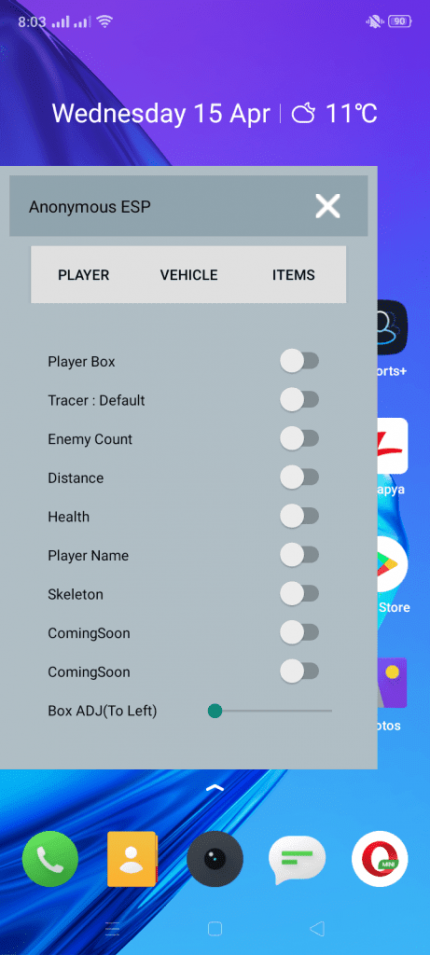 8:03
90
Wednesday 15 Apr 11℃
Anonymous ESP
PLAYER VEHICLE ITEMS
Player Box
Tracer : Default
Enemy Count
Distance
Health
Player Name
Skeleton
ComingSoon
ComingSoon
Box ADJ(To Left)
orts+
apya
Store
otos
MINI